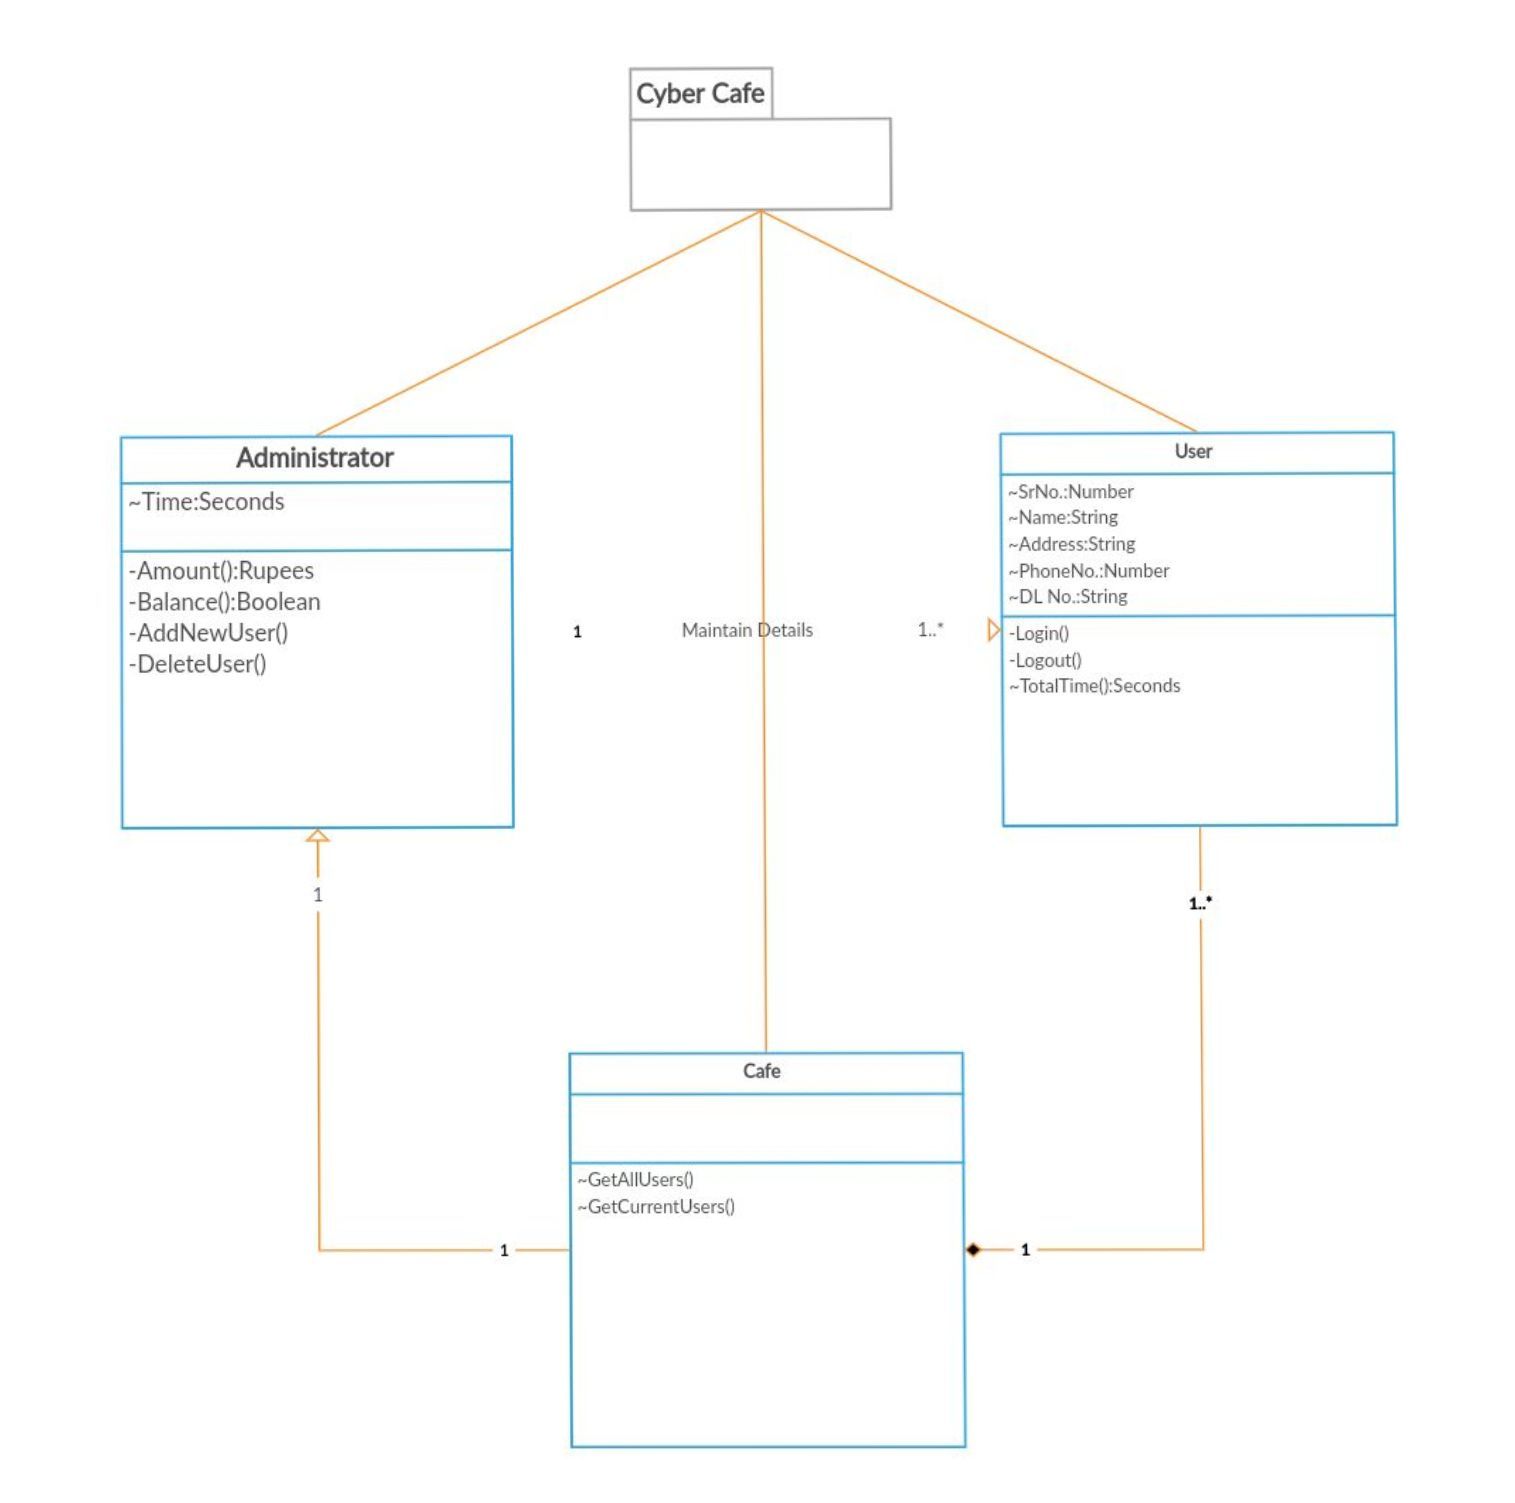 Cyber Cafe
Administrator
~Time:Seconds
-Amount():Rupees
-Balance():Boolean
-AddNewUser()
-DeleteUser()
1
Maintain Details
1..*
User
~SrNo.:Number
~Name:String
~Address:String
~PhoneNo.:Number
~DL No.:String
-Login()
-Logout()
~TotalTime():Seconds
1
1..*
Cafe
~GetAllUsers()
~GetCurrentUsers()
1
1